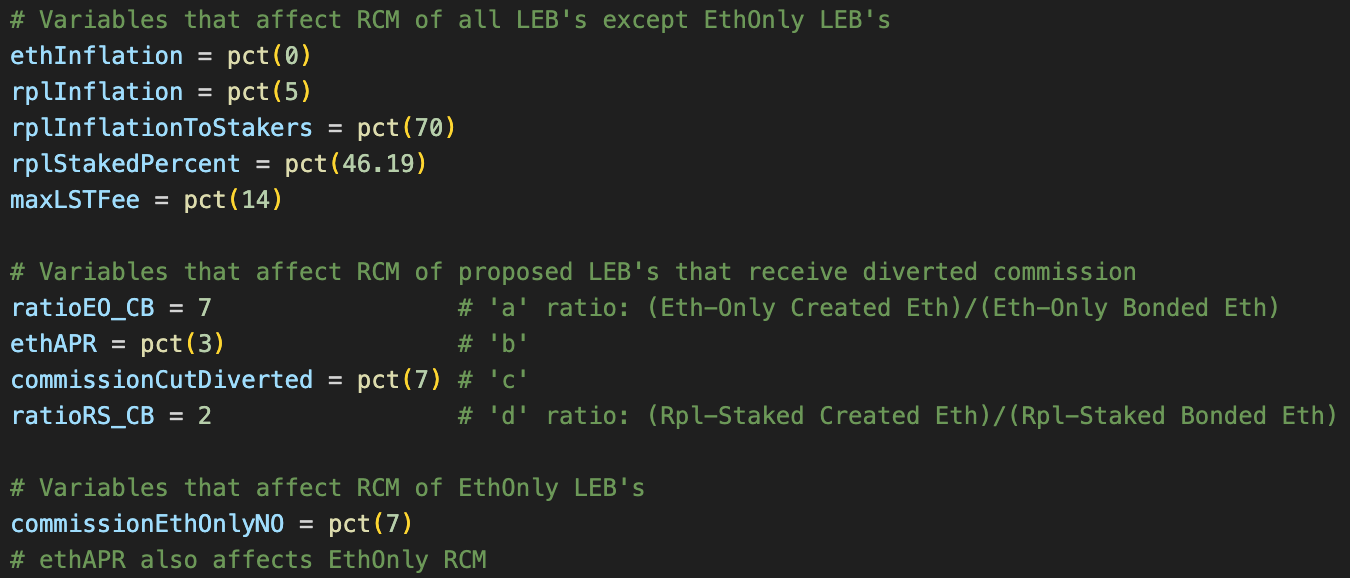 # Variables that affect RCM of all LEB's except EthOnly LEB's
ethInflation = pct(0)
rplInflation = pct(5)
rplInflationToStakers = pct(70)
rplStakedPercent = pct(46.19)
maxLSTFee = pct(14)

# Variables that affect RCM of proposed LEB's that receive diverted commission
ratioEO_CB = 7                 # 'a' ratio: (Eth-Only Created Eth)/(Eth-Only Bonded Eth)
ethAPR = pct(3)                # 'b'
commissionCutDiverted = pct(7) # 'c'
ratioRS_CB = 2                 # 'd' ratio: (Rpl-Staked Created Eth)/(Rpl-Staked Bonded Eth)

# Variables that affect RCM of EthOnly LEB's
commissionEthOnlyNO = pct(7)
# ethAPR also affects EthOnly RCM